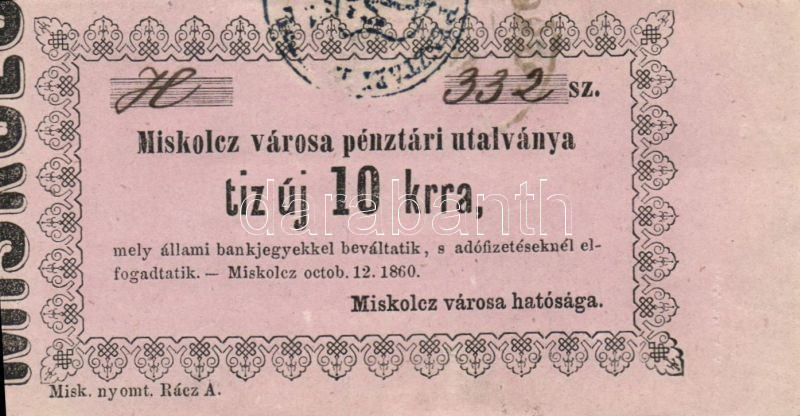 H 332 sz.
Miskolcz városa pénztári utalványa
tiz új 10 krra,
mely állami bankjegyekkel beváltatik, s adófizetéseknél el-
fogadtatik. — Miskolcz octob. 12. 1860.
Miskolcz városa hatósága.
Misk. nyomt. Rácz A.
darabanth